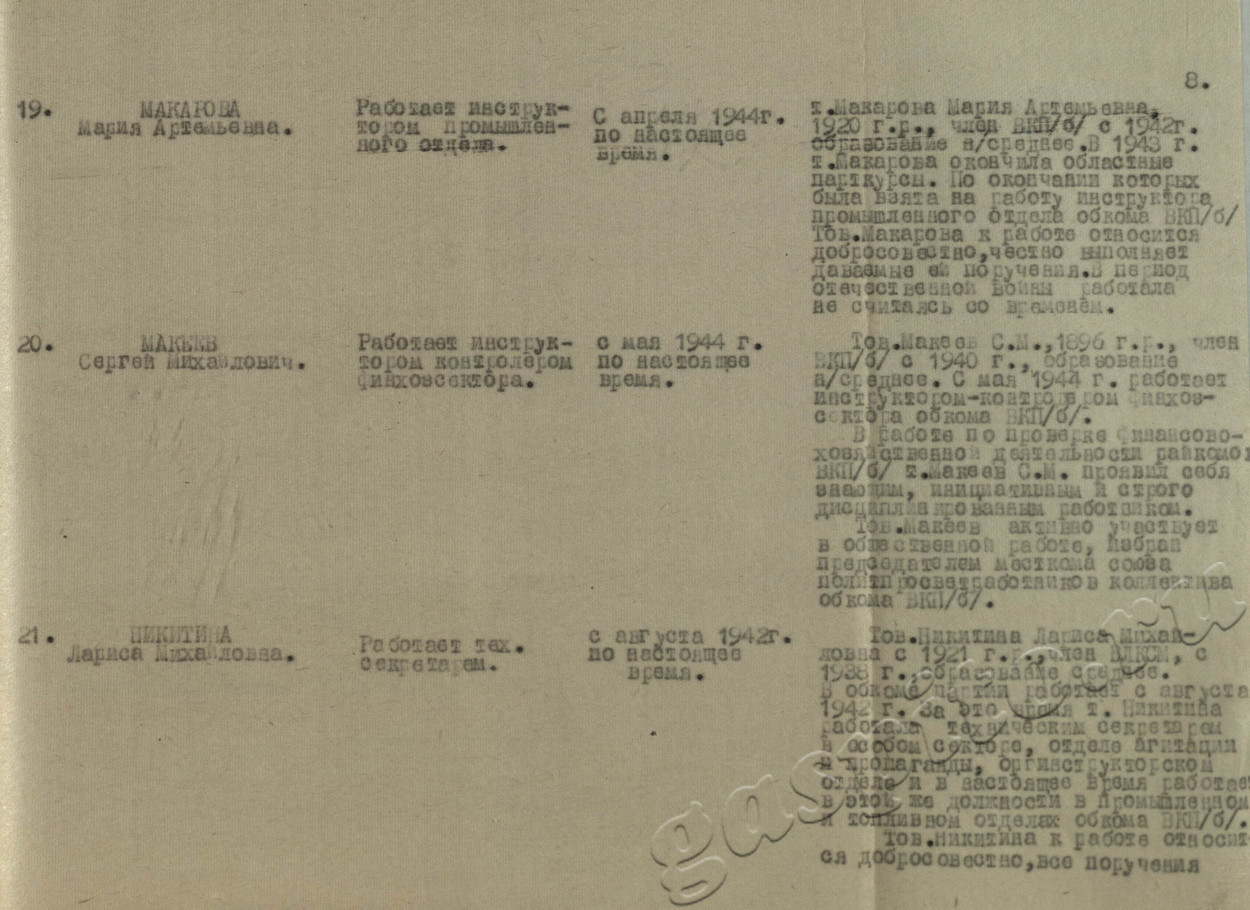 8.
19. МАКАРОВА
Мария Артемьевна.
Работает инструк-
тором промышлен-
ного отдела.
С апреля 1944г.
по настоящее
время.
т.Макарова Мария Артемьевна,
1920 г.р., член ВКП/б/ с 1942г.
образование н/среднее.В 1943 г.
т.Макарова окончила областные
парткурсы. По окончании которых
была взята на работу инструктора
промышленного отдела обкома ВКП/б/
Тов.Макарова к работе относится
добросовестно,честно выполняет
даваемые ей поручения.В период
отечественной войны работала
не считаясь со временем.
20. МАКЕЕВ
Сергей Михайлович.
Работает инструк-
тором контролером
финхозсектора.
с мая 1944 г.
по настоящее
время.
Тов.Макеев С.М.,1896 г.р., член
ВКП/б/ с 1940 г., образование
н/среднее. С мая 1944 г. работает
инструктором-контролером финхоз-
сектора обкома ВКП/б/.
В работе по проверке финансово-
хозяйственной деятельности райкомов
ВКП/б/ т.Макеев С.М. проявил себя
знающим, инициативным и строго
дисциплинированным работником.
Тов.Макеев активно участвует
в общественной работе, избран
председателем месткома союза
политпросветработников коллектива
обкома ВКП/б/.
21. НИКИТИНА
Лариса Михайловна.
Работает тех.
секретарем.
с августа 1942г.
по настоящее
время.
Тов.Никитина Лариса Михай-
ловна с 1921 г.р.,член ВЛКСМ, с
1938 г.,образование среднее.
В обкоме партии работает с августа
1942 г. За это время т. Никитина
работала техническим секретарем
в особом секторе, отделе агитации
и пропаганды, оргинструкторском
отделе и в настоящее время работает
в этой же должности в промышленном
и топливном отделах обкома ВКП/б/.
Тов.Никитина к работе относит-
ся добросовестно,все поручения